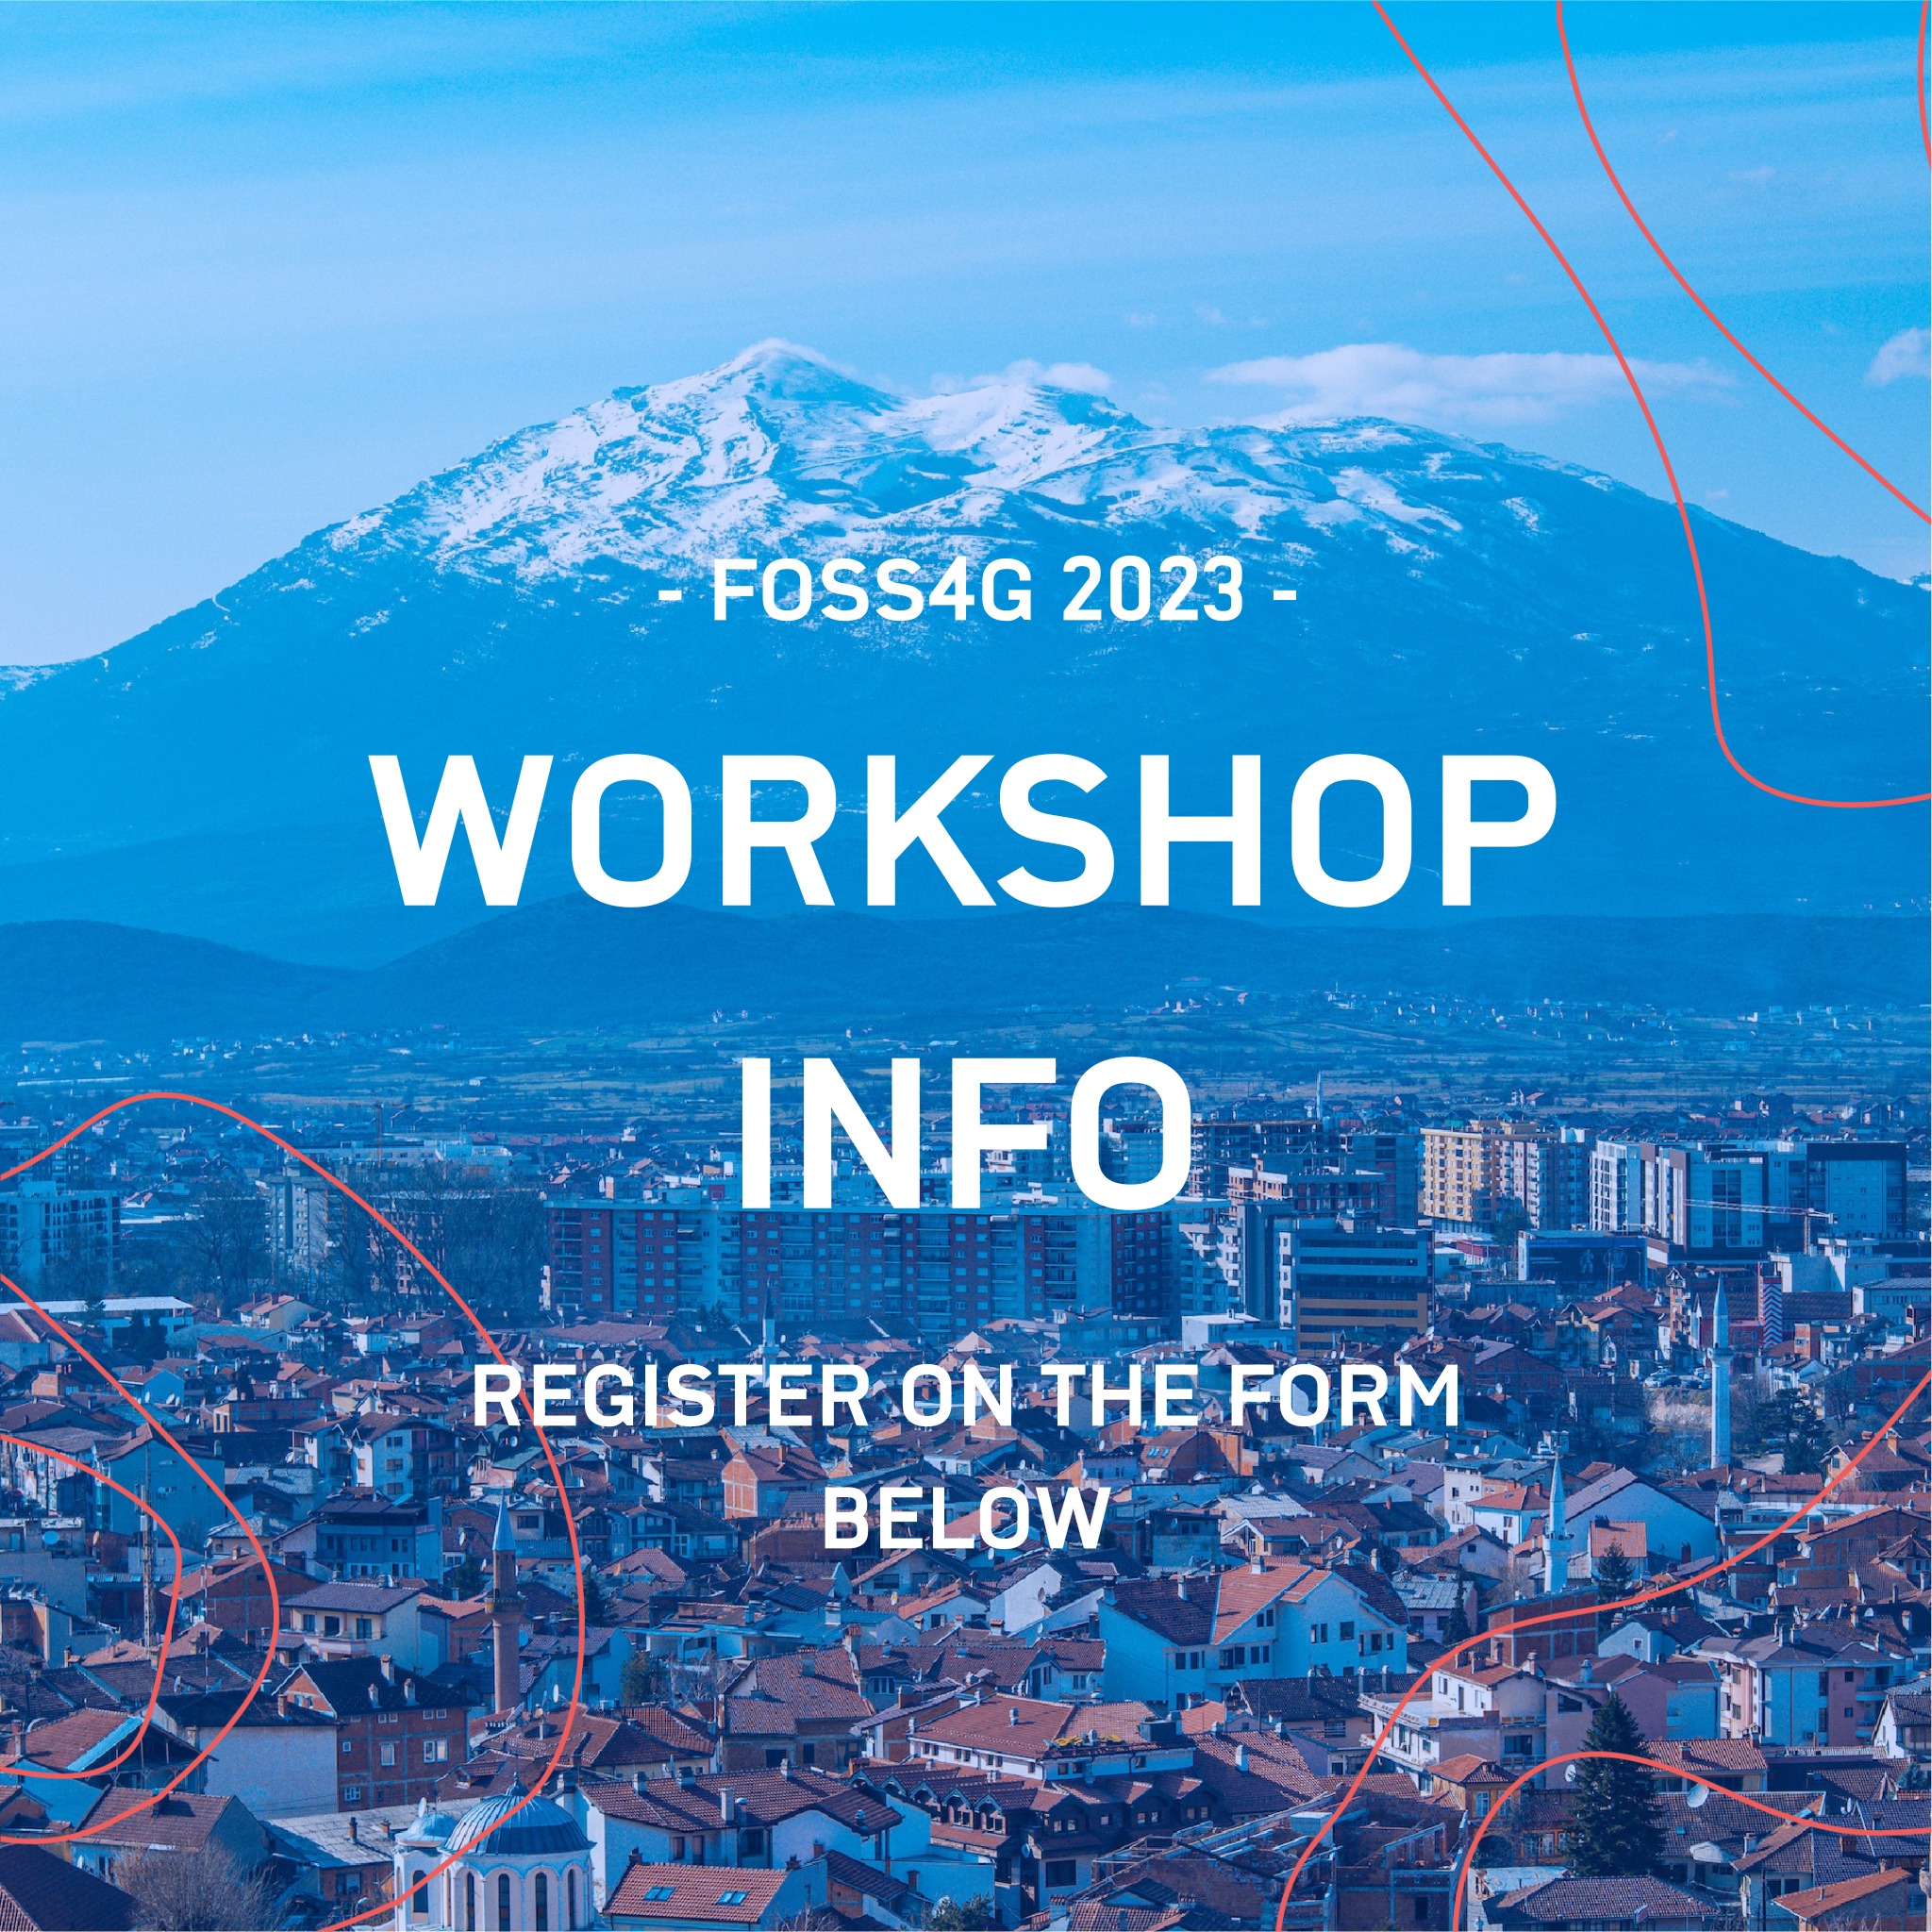 - FOSS4G 2023 -
WORKSHOP
INFO
REGISTER ON THE FORM
BELOW